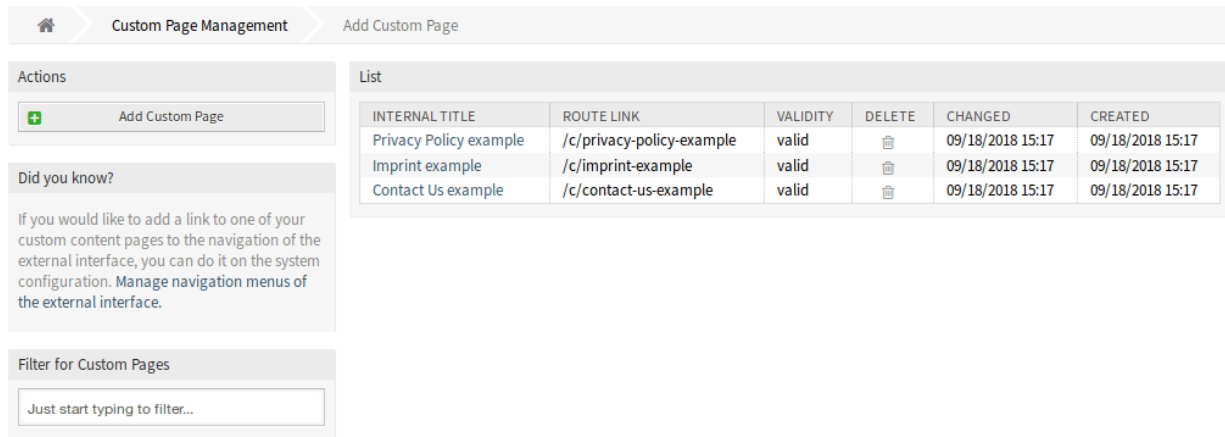 Custom Page Management Add Custom Page
Actions
Add Custom Page
Did you know?
If you would like to add a link to one of your
custom content pages to the navigation of the
external interface, you can do it on the system
configuration. Manage navigation menus of
the external interface.
Filter for Custom Pages
Just start typing to filter...
List
INTERNAL TITLE ROUTE LINK VALIDITY DELETE CHANGED CREATED
Privacy Policy example /c/privacy-policy-example valid 09/18/2018 15:17 09/18/2018 15:17
Imprint example /c/imprint-example valid 09/18/2018 15:17 09/18/2018 15:17
Contact Us example /c/contact-us-example valid 09/18/2018 15:17 09/18/2018 15:17